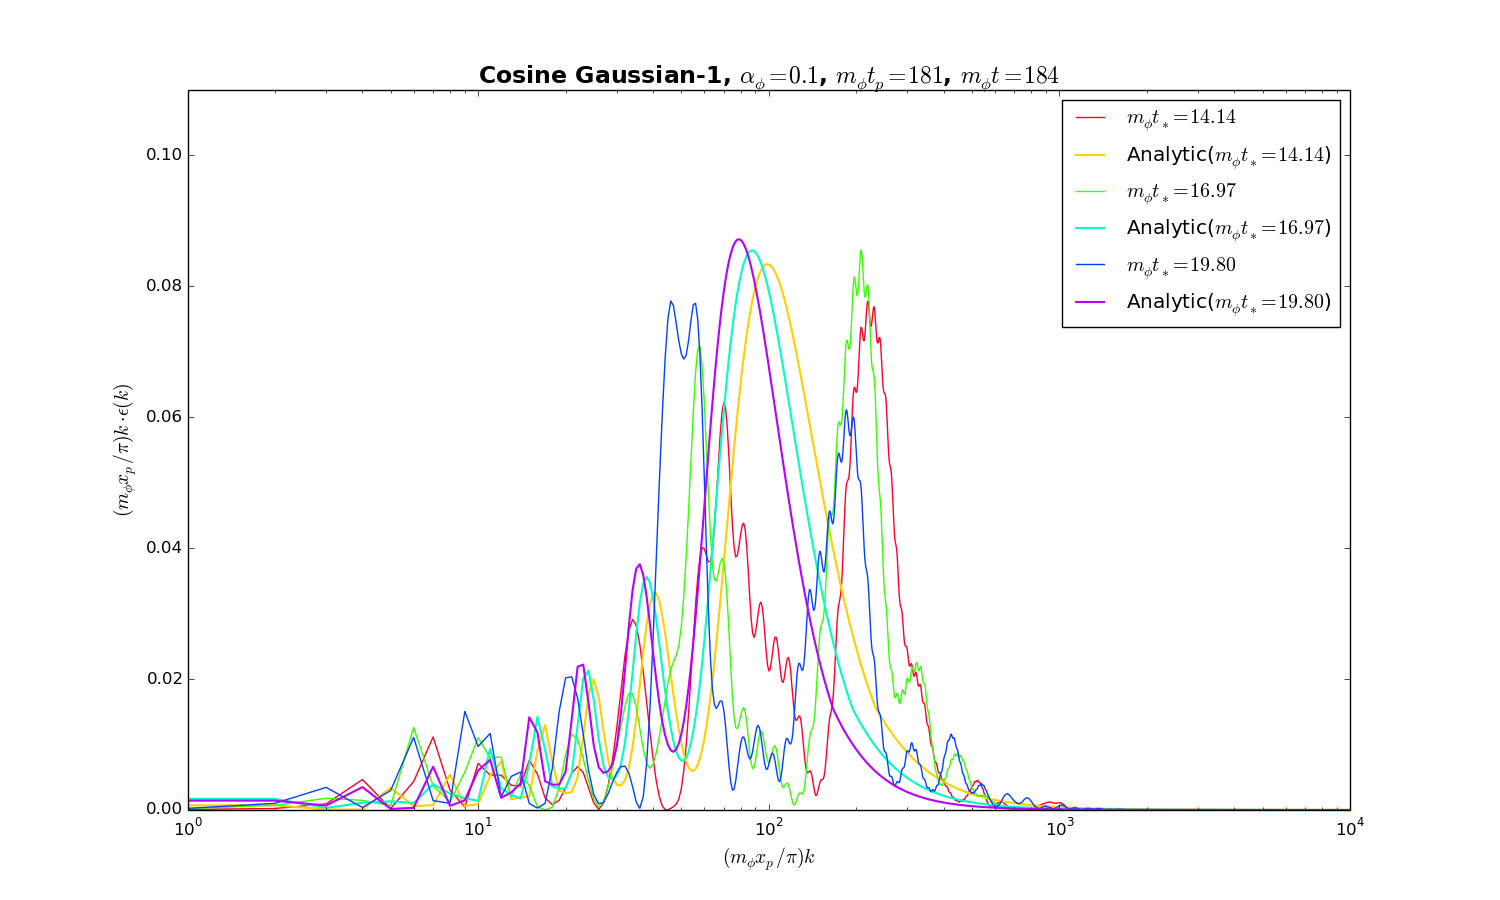 Cosine Gaussian-1, α_ϕ=0.1, m_ϕt_p=181, m_ϕt=184
m_ϕt_*=14.14
Analytic(m_ϕt_*=14.14)
m_ϕt_*=16.97
Analytic(m_ϕt_*=16.97)
m_ϕt_*=19.80
Analytic(m_ϕt_*=19.80)
(m_ϕx_p/π)k·ϵ(k)
0.10
0.08
0.06
0.04
0.02
0.00
10^0 10^1 10^2 10^3 10^4
(m_ϕx_p/π)k